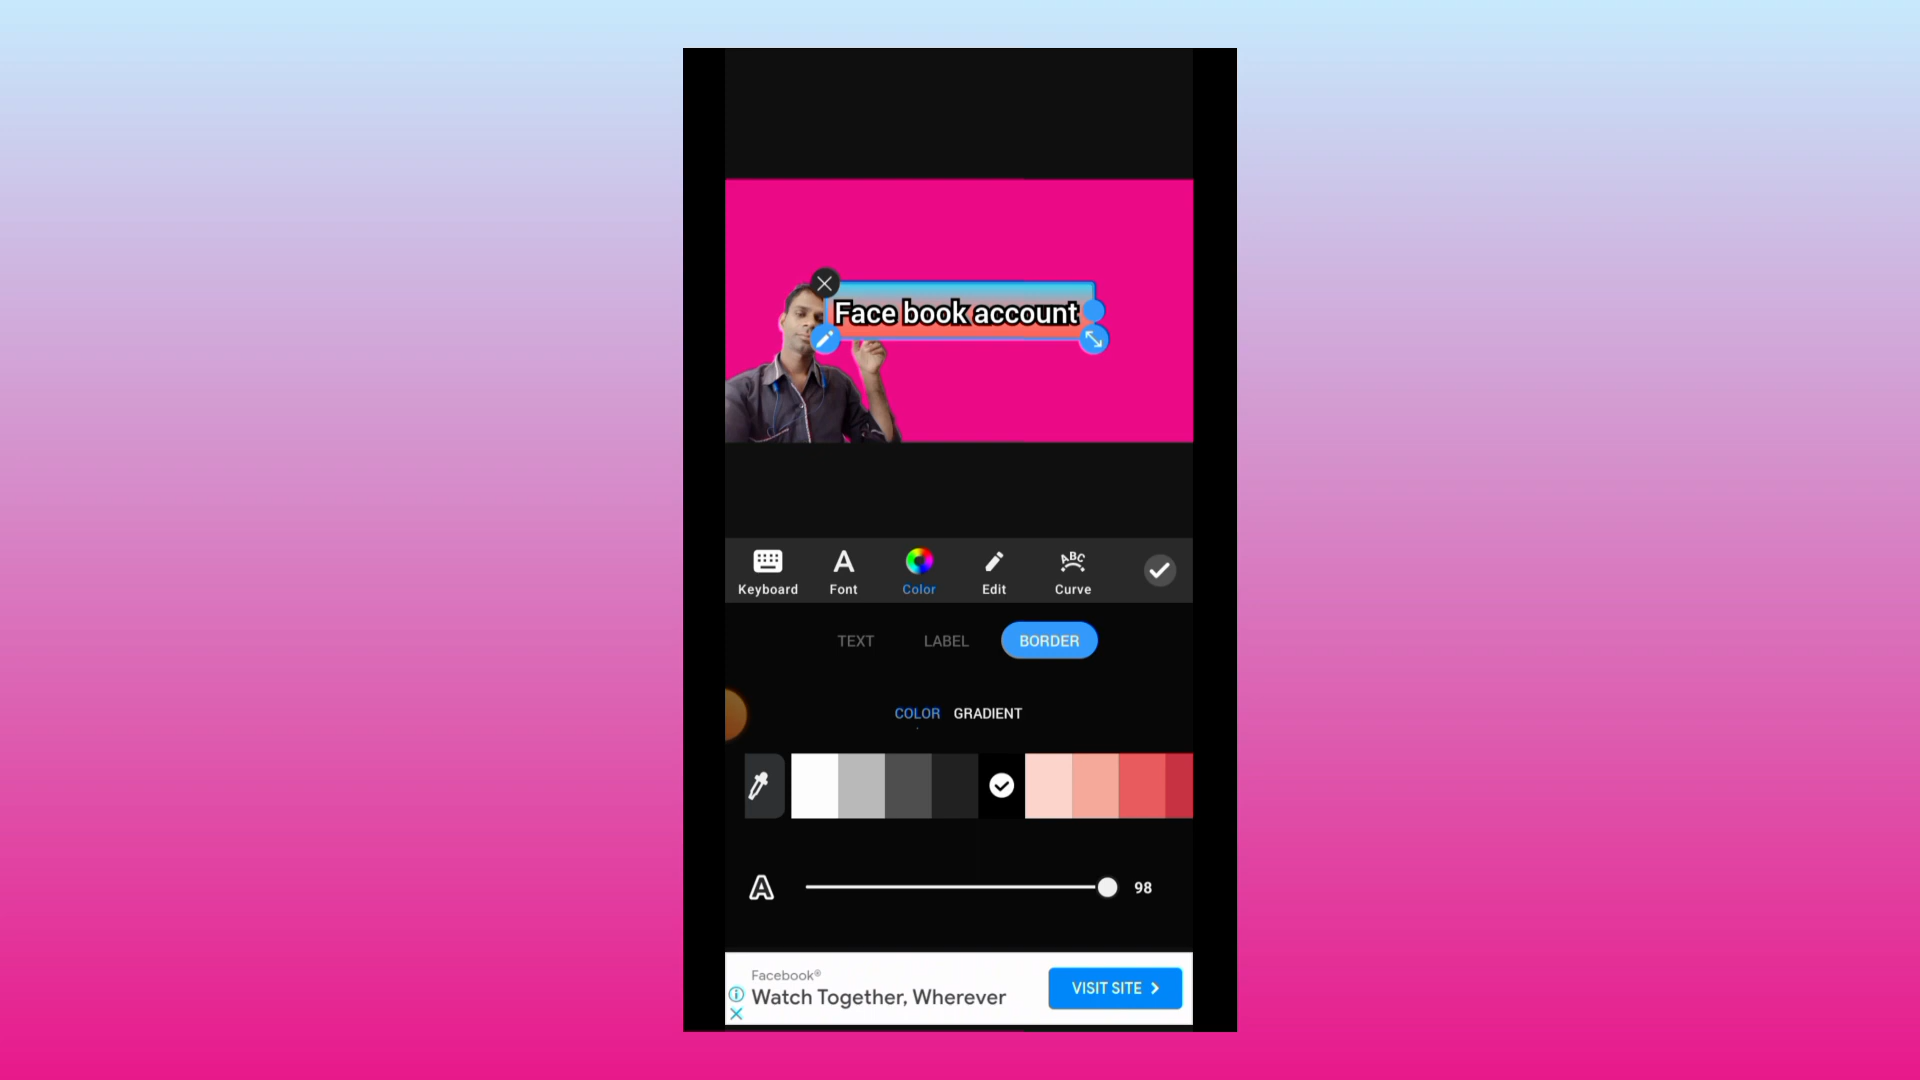 Face book account
Keyboard Font Color Edit ABC Curve
TEXT LABEL BORDER
COLOR GRADIENT
A 98
Facebook®
Watch Together, Wherever
VISIT SITE